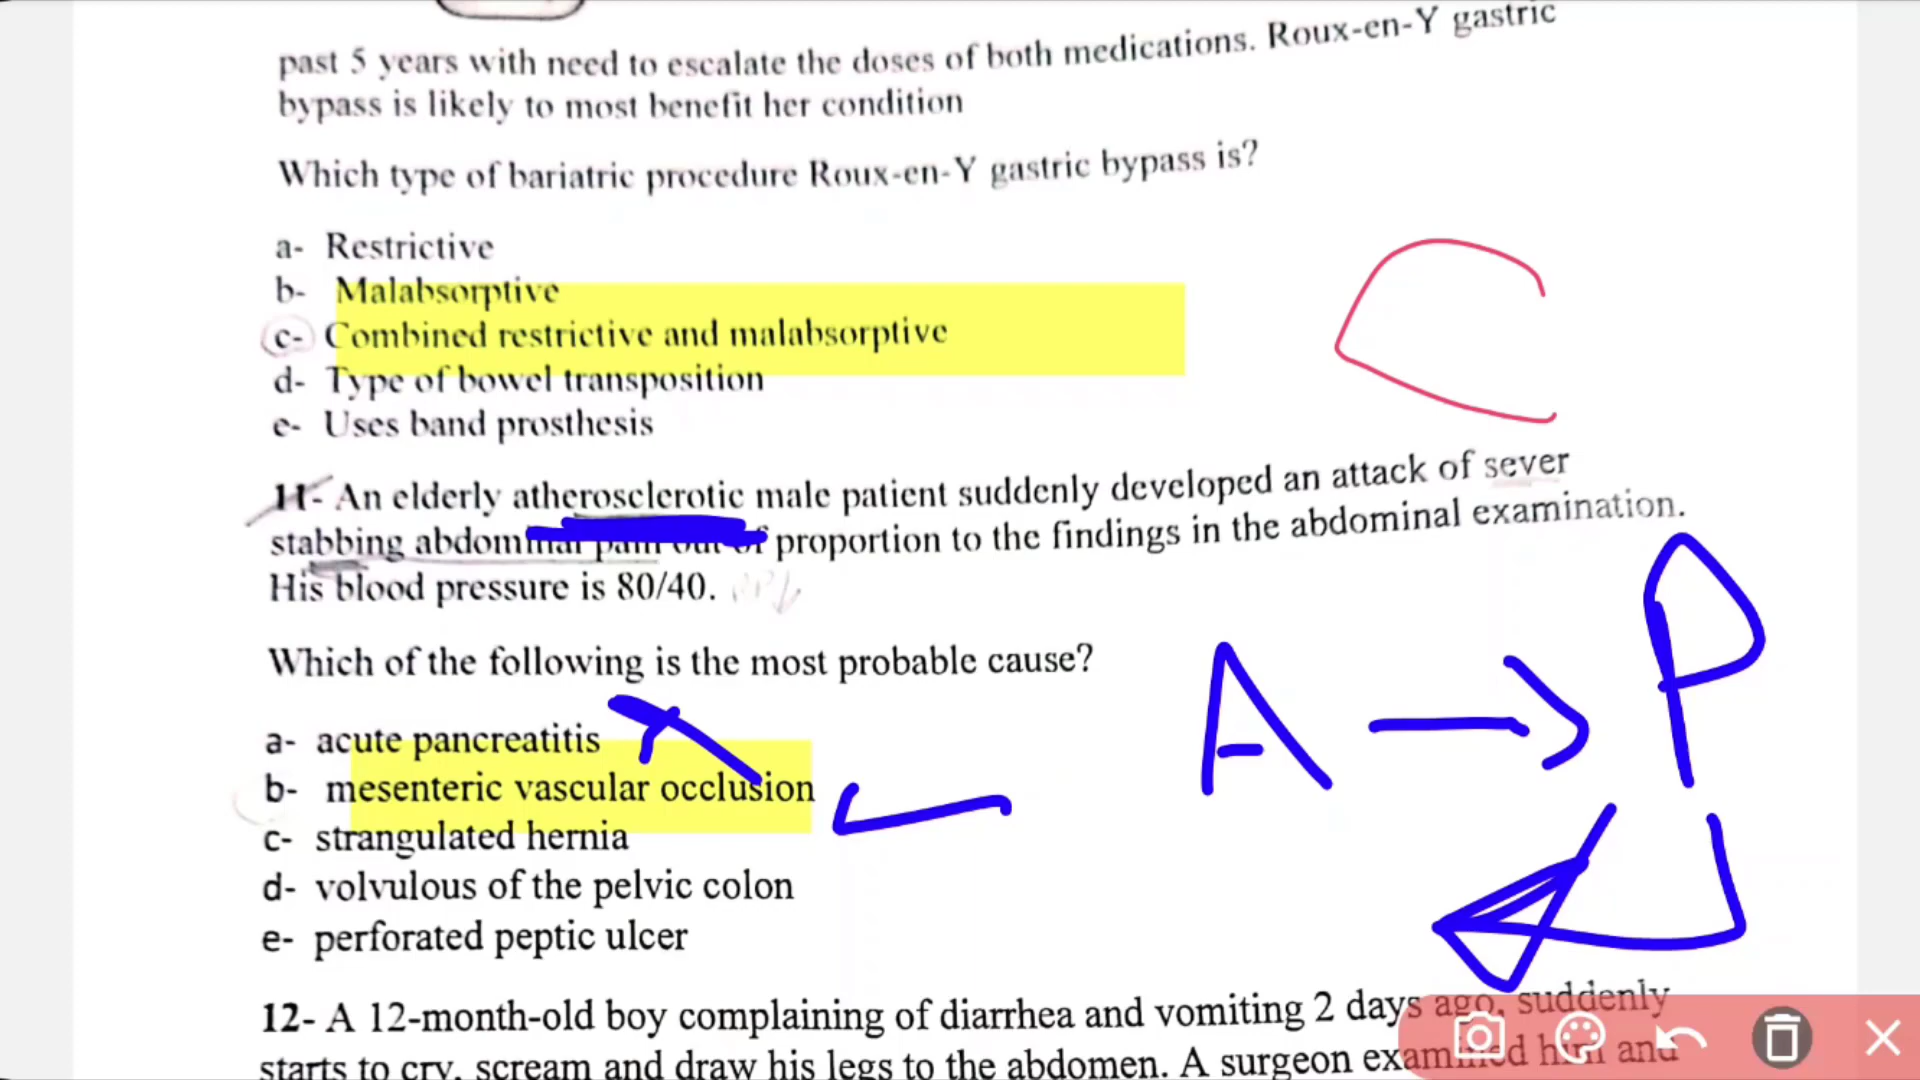 past 5 years with need to escalate the doses of both medications. Roux-en-Y gastric
bypass is likely to most benefit her condition
Which type of bariatric procedure Roux-en-Y gastric bypass is?
a- Restrictive
b- Malabsorptive
c- Combined restrictive and malabsorptive
d- Type of bowel transposition
e- Uses band prosthesis
C
11- An elderly atherosclerotic male patient suddenly developed an attack of sever
stabbing abdominal pain out of proportion to the findings in the abdominal examination.
His blood pressure is 80/40.
Which of the following is the most probable cause?
A → P
a- acute pancreatitis
b- mesenteric vascular occlusion
c- strangulated hernia
d- volvulous of the pelvic colon
e- perforated peptic ulcer
12- A 12-month-old boy complaining of diarrhea and vomiting 2 days ago, suddenly
starts to cry, scream and draw his legs to the abdomen. A surgeon examined him and